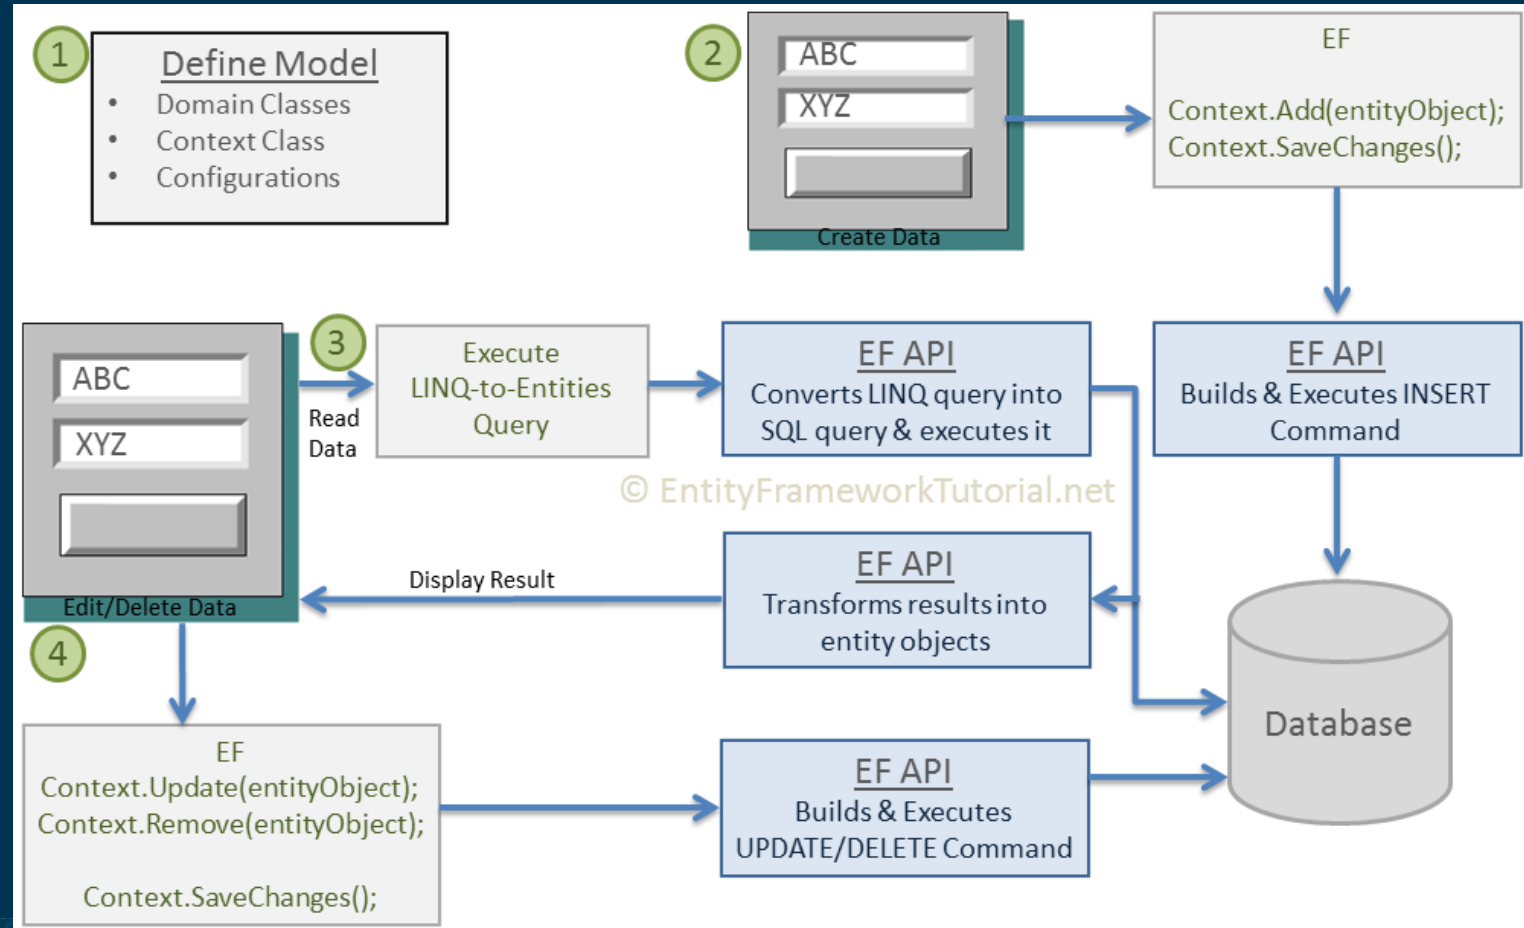 1
Define Model
• Domain Classes
• Context Class
• Configurations
2
ABC
XYZ
Create Data
EF
Context.Add(entityObject);
Context.SaveChanges();
ABC
XYZ
Edit/Delete Data
3
Read
Data
Execute
LINQ-to-Entities
Query
EF API
Converts LINQ query into
SQL query & executes it
EF API
Builds & Executes INSERT
Command
© EntityFrameworkTutorial.net
Display Result
EF API
Transforms results into
entity objects
Database
4
EF
Context.Update(entityObject);
Context.Remove(entityObject);
Context.SaveChanges();
EF API
Builds & Executes
UPDATE/DELETE Command